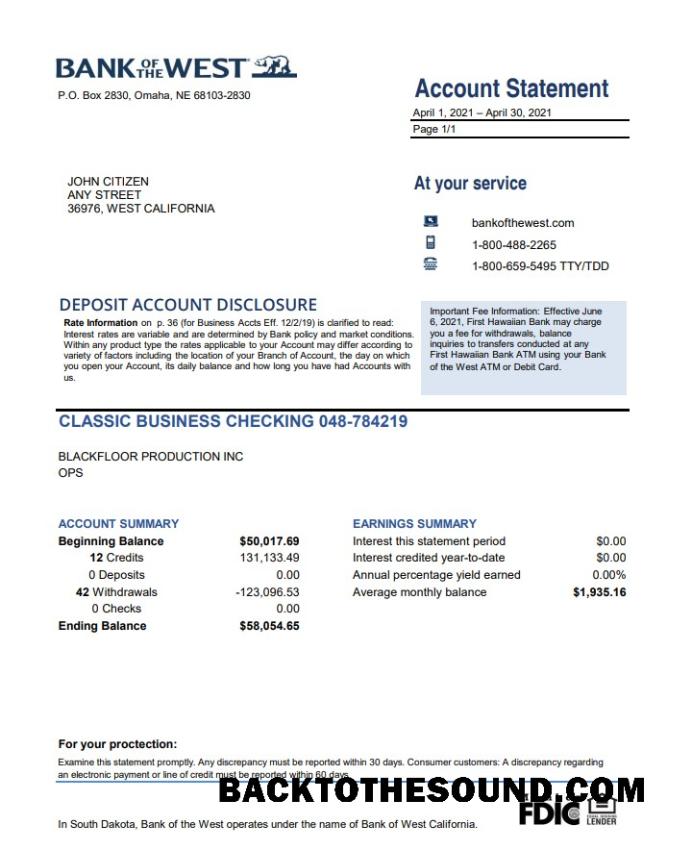 BANK OF THE WEST
P.O. Box 2830, Omaha, NE 68103-2830
Account Statement
April 1, 2021 – April 30, 2021
Page 1/1
JOHN CITIZEN
ANY STREET
36976, WEST CALIFORNIA
At your service
bankofthewest.com
1-800-488-2265
1-800-659-5495 TTY/TDD
DEPOSIT ACCOUNT DISCLOSURE
Rate Information on p. 36 (for Business Accts Eff. 12/2/19) is clarified to read:
Interest rates are variable and are determined by Bank policy and market conditions.
Within any product type the rates applicable to your Account may differ according to
variety of factors including the location of your Branch of Account, the day on which
you open your Account, its daily balance and how long you have had Accounts with
us.
Important Fee Information: Effective June
6, 2021, First Hawaiian Bank may charge
you a fee for withdrawals, balance
inquiries to transfers conducted at any
First Hawaiian Bank ATM using your Bank
of the West ATM or Debit Card.
CLASSIC BUSINESS CHECKING 048-784219
BLACKFLOOR PRODUCTION INC
OPS
ACCOUNT SUMMARY
Beginning Balance $50,017.69
12 Credits 131,133.49
0 Deposits 0.00
42 Withdrawals -123,096.53
0 Checks 0.00
Ending Balance $58,054.65
EARNINGS SUMMARY
Interest this statement period $0.00
Interest credited year-to-date $0.00
Annual percentage yield earned 0.00%
Average monthly balance $1,935.16
For your proctection:
Examine this statement promptly. Any discrepancy must be reported within 30 days. Consumer customers: A discrepancy regarding
an electronic payment or line of credit must be reported within 60 days.
BACKTOTHESOUND.COM
FDIC
LENDER
In South Dakota, Bank of the West operates under the name of Bank of West California.